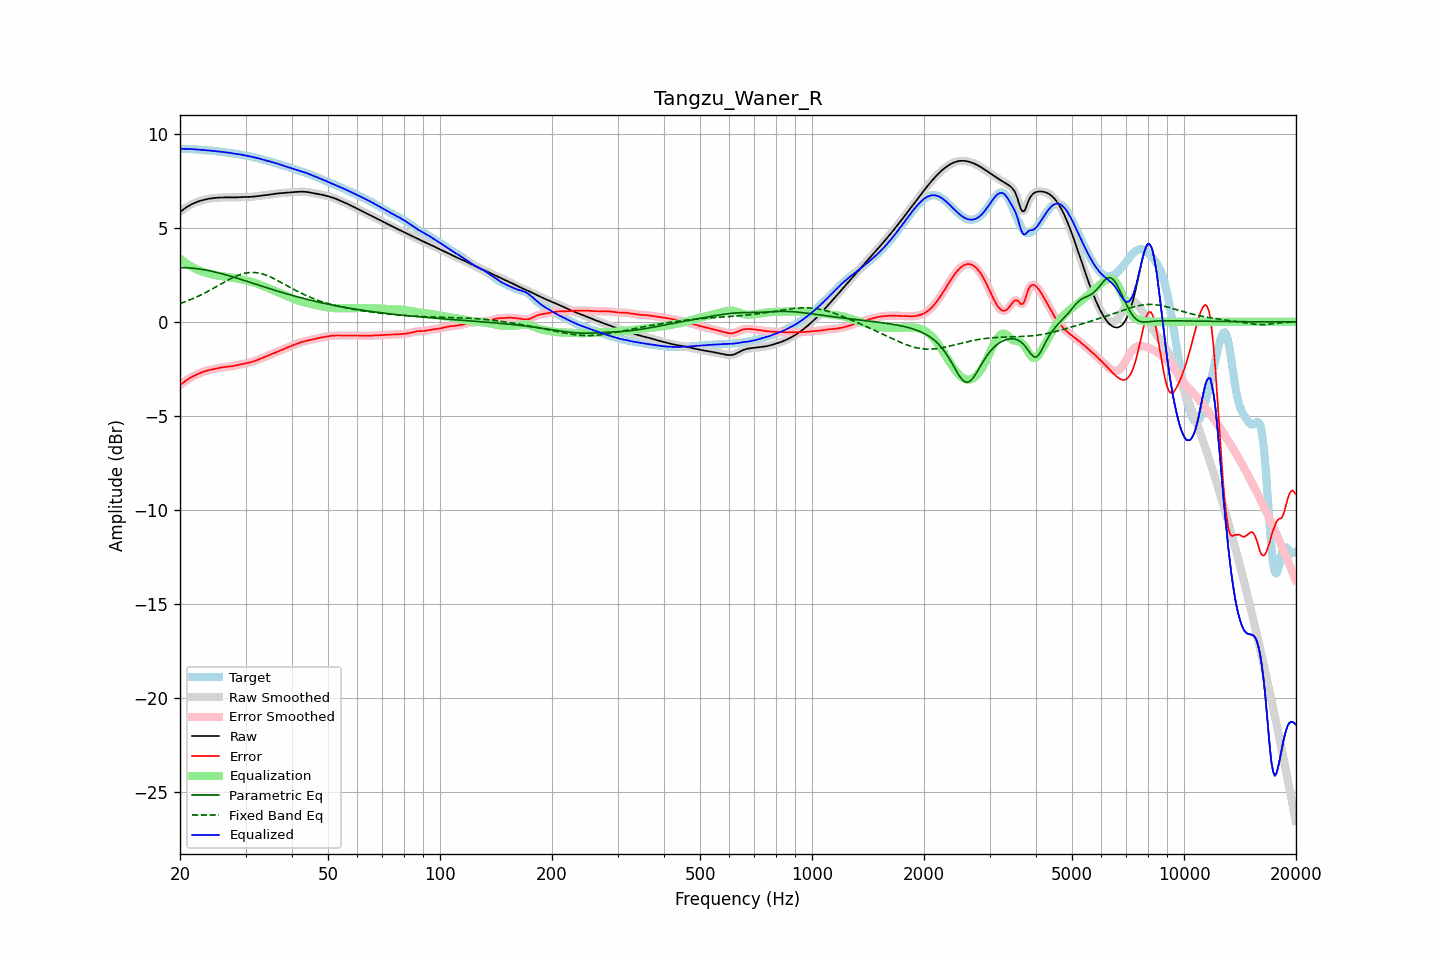 Tangzu_Waner_R
10
5
0
−5
−10
−15
−20
−25
Amplitude (dBr)
Target
Raw Smoothed
Error Smoothed
Raw
Error
Equalization
Parametric Eq
Fixed Band Eq
Equalized
20 50 100 200 500 1000 2000 5000 10000 20000
Frequency (Hz)